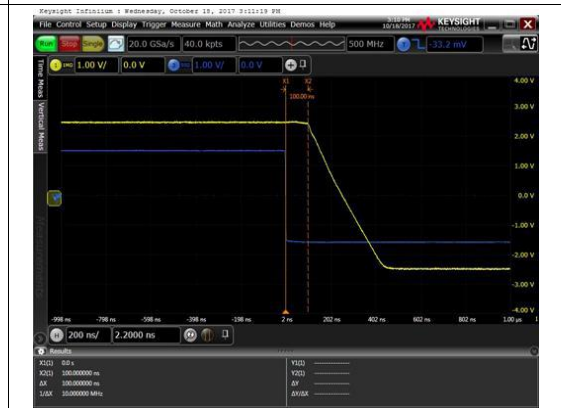 Keysight Infiniium : Wednesday, October 18, 2017 3:11:19 PM
File Control Setup Display Trigger Measure Math Analyze Utilities Demos Help
3:10 PM
10/18/2017
KEYSIGHT
TECHNOLOGIES
Run Stop Single 20.0 GSa/s 40.0 kpts 500 MHz -33.2 mV
1.00 V/ 0.0 V 1.00 V/ 0.0 V
Time Meas
Vertical Meas
X1 X2
100.00 ns
4.00 V
3.00 V
2.00 V
1.00 V
0.0 V
-1.00 V
-2.00 V
-3.00 V
-4.00 V
-998 ns -798 ns -598 ns -398 ns -198 ns 2 ns 202 ns 402 ns 602 ns 802 ns 1.00 µs
H 200 ns/ 2.2000 ns
Results
X1(1) 0.0 s Y1(1)
X2(1) 100.000000 ns Y2(1)
ΔX 100.000000 ns ΔY
1/ΔX 10.000000 MHz ΔY/ΔX